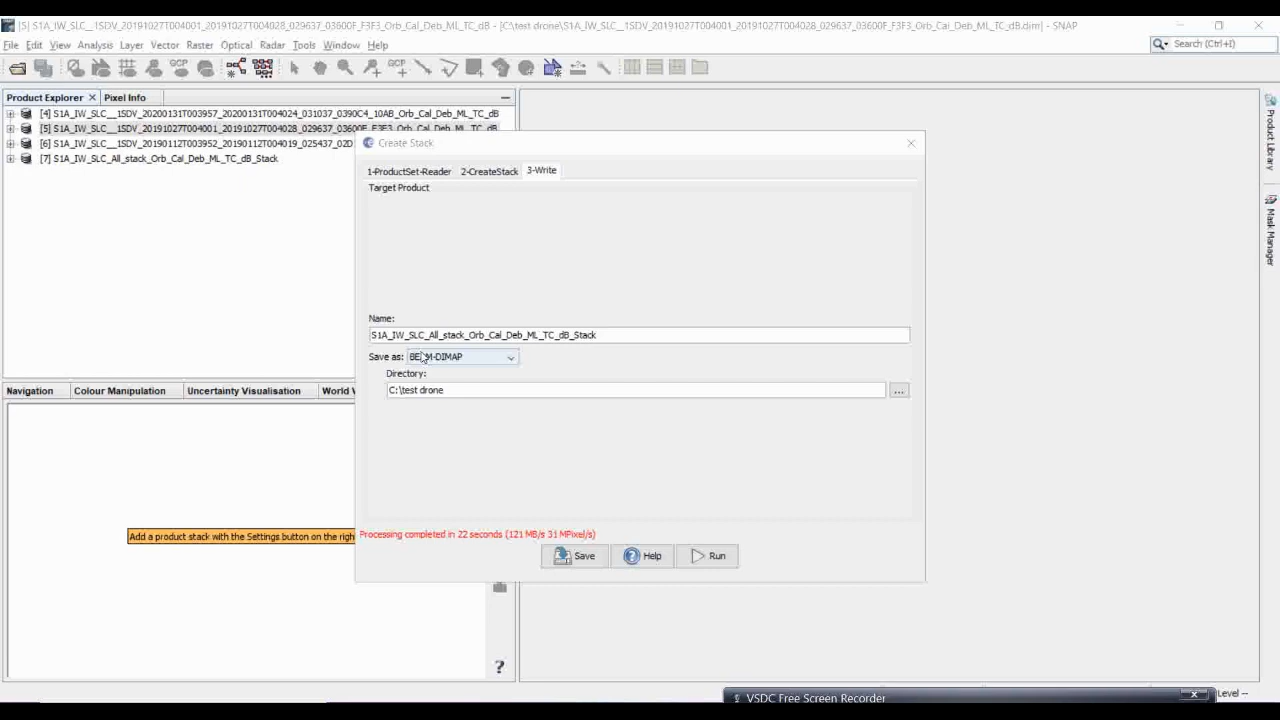 [5] S1A_IW_SLC__1SDV_20191027T004001_20191027T004028_029637_03600F_F3F3_Orb_Cal_Deb_ML_TC_dB - [C:\test drone\S1A_IW_SLC__1SDV_20191027T004001_20191027T004028_029637_03600F_F3F3_Orb_Cal_Deb_ML_TC_dB.dim] - SNAP
File Edit View Analysis Layer Vector Raster Optical Radar Tools Window Help
Search (Ctrl+I)
GCP GCP
Product Explorer Pixel Info
[4] S1A_IW_SLC__1SDV_20200131T003957_20200131T004024_031037_0390C4_10AB_Orb_Cal_Deb_ML_TC_dB
[5] S1A_IW_SLC__1SDV_20191027T004001_20191027T004028_029637_03600F_F3F3_Orb_Cal_Deb_ML_TC_dB
[6] S1A_IW_SLC__1SDV_20190112T003952_20190112T004019_025437_02D
[7] S1A_IW_SLC_All_stack_Orb_Cal_Deb_ML_TC_dB_Stack
Product Library
Mask Manager
Create Stack
1-ProductSet-Reader 2-CreateStack 3-Write
Target Product
Name:
S1A_IW_SLC_All_stack_Orb_Cal_Deb_ML_TC_dB_Stack
Save as: BEAM-DIMAP
Directory:
C:\test drone
...
Processing completed in 22 seconds (121 MB/s 31 MPixel/s)
Save Help Run
Navigation Colour Manipulation Uncertainty Visualisation World V
Add a product stack with the Settings button on the righ
?
VSDC Free Screen Recorder
Level --